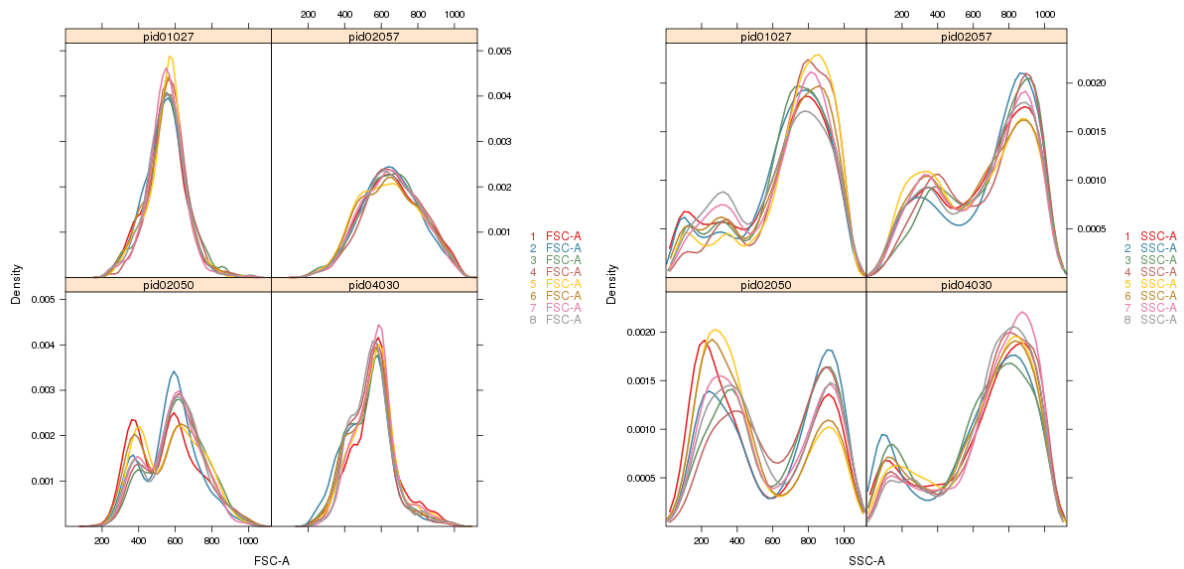 200 400 600 800 1000
200 400 600 800 1000
pid01027 pid02057
pid01027 pid02057
0.005
0.004
0.003
0.002
0.001
0.0020
0.0015
0.0010
0.0005
Density
Density
1 FSC-A
2 FSC-A
3 FSC-A
4 FSC-A
5 FSC-A
6 FSC-A
7 FSC-A
8 FSC-A
1 SSC-A
2 SSC-A
3 SSC-A
4 SSC-A
5 SSC-A
6 SSC-A
7 SSC-A
8 SSC-A
pid02050 pid04030
pid02050 pid04030
0.005
0.004
0.003
0.002
0.001
0.0020
0.0015
0.0010
0.0005
200 400 600 800 1000
200 400 600 800 1000
FSC-A
SSC-A